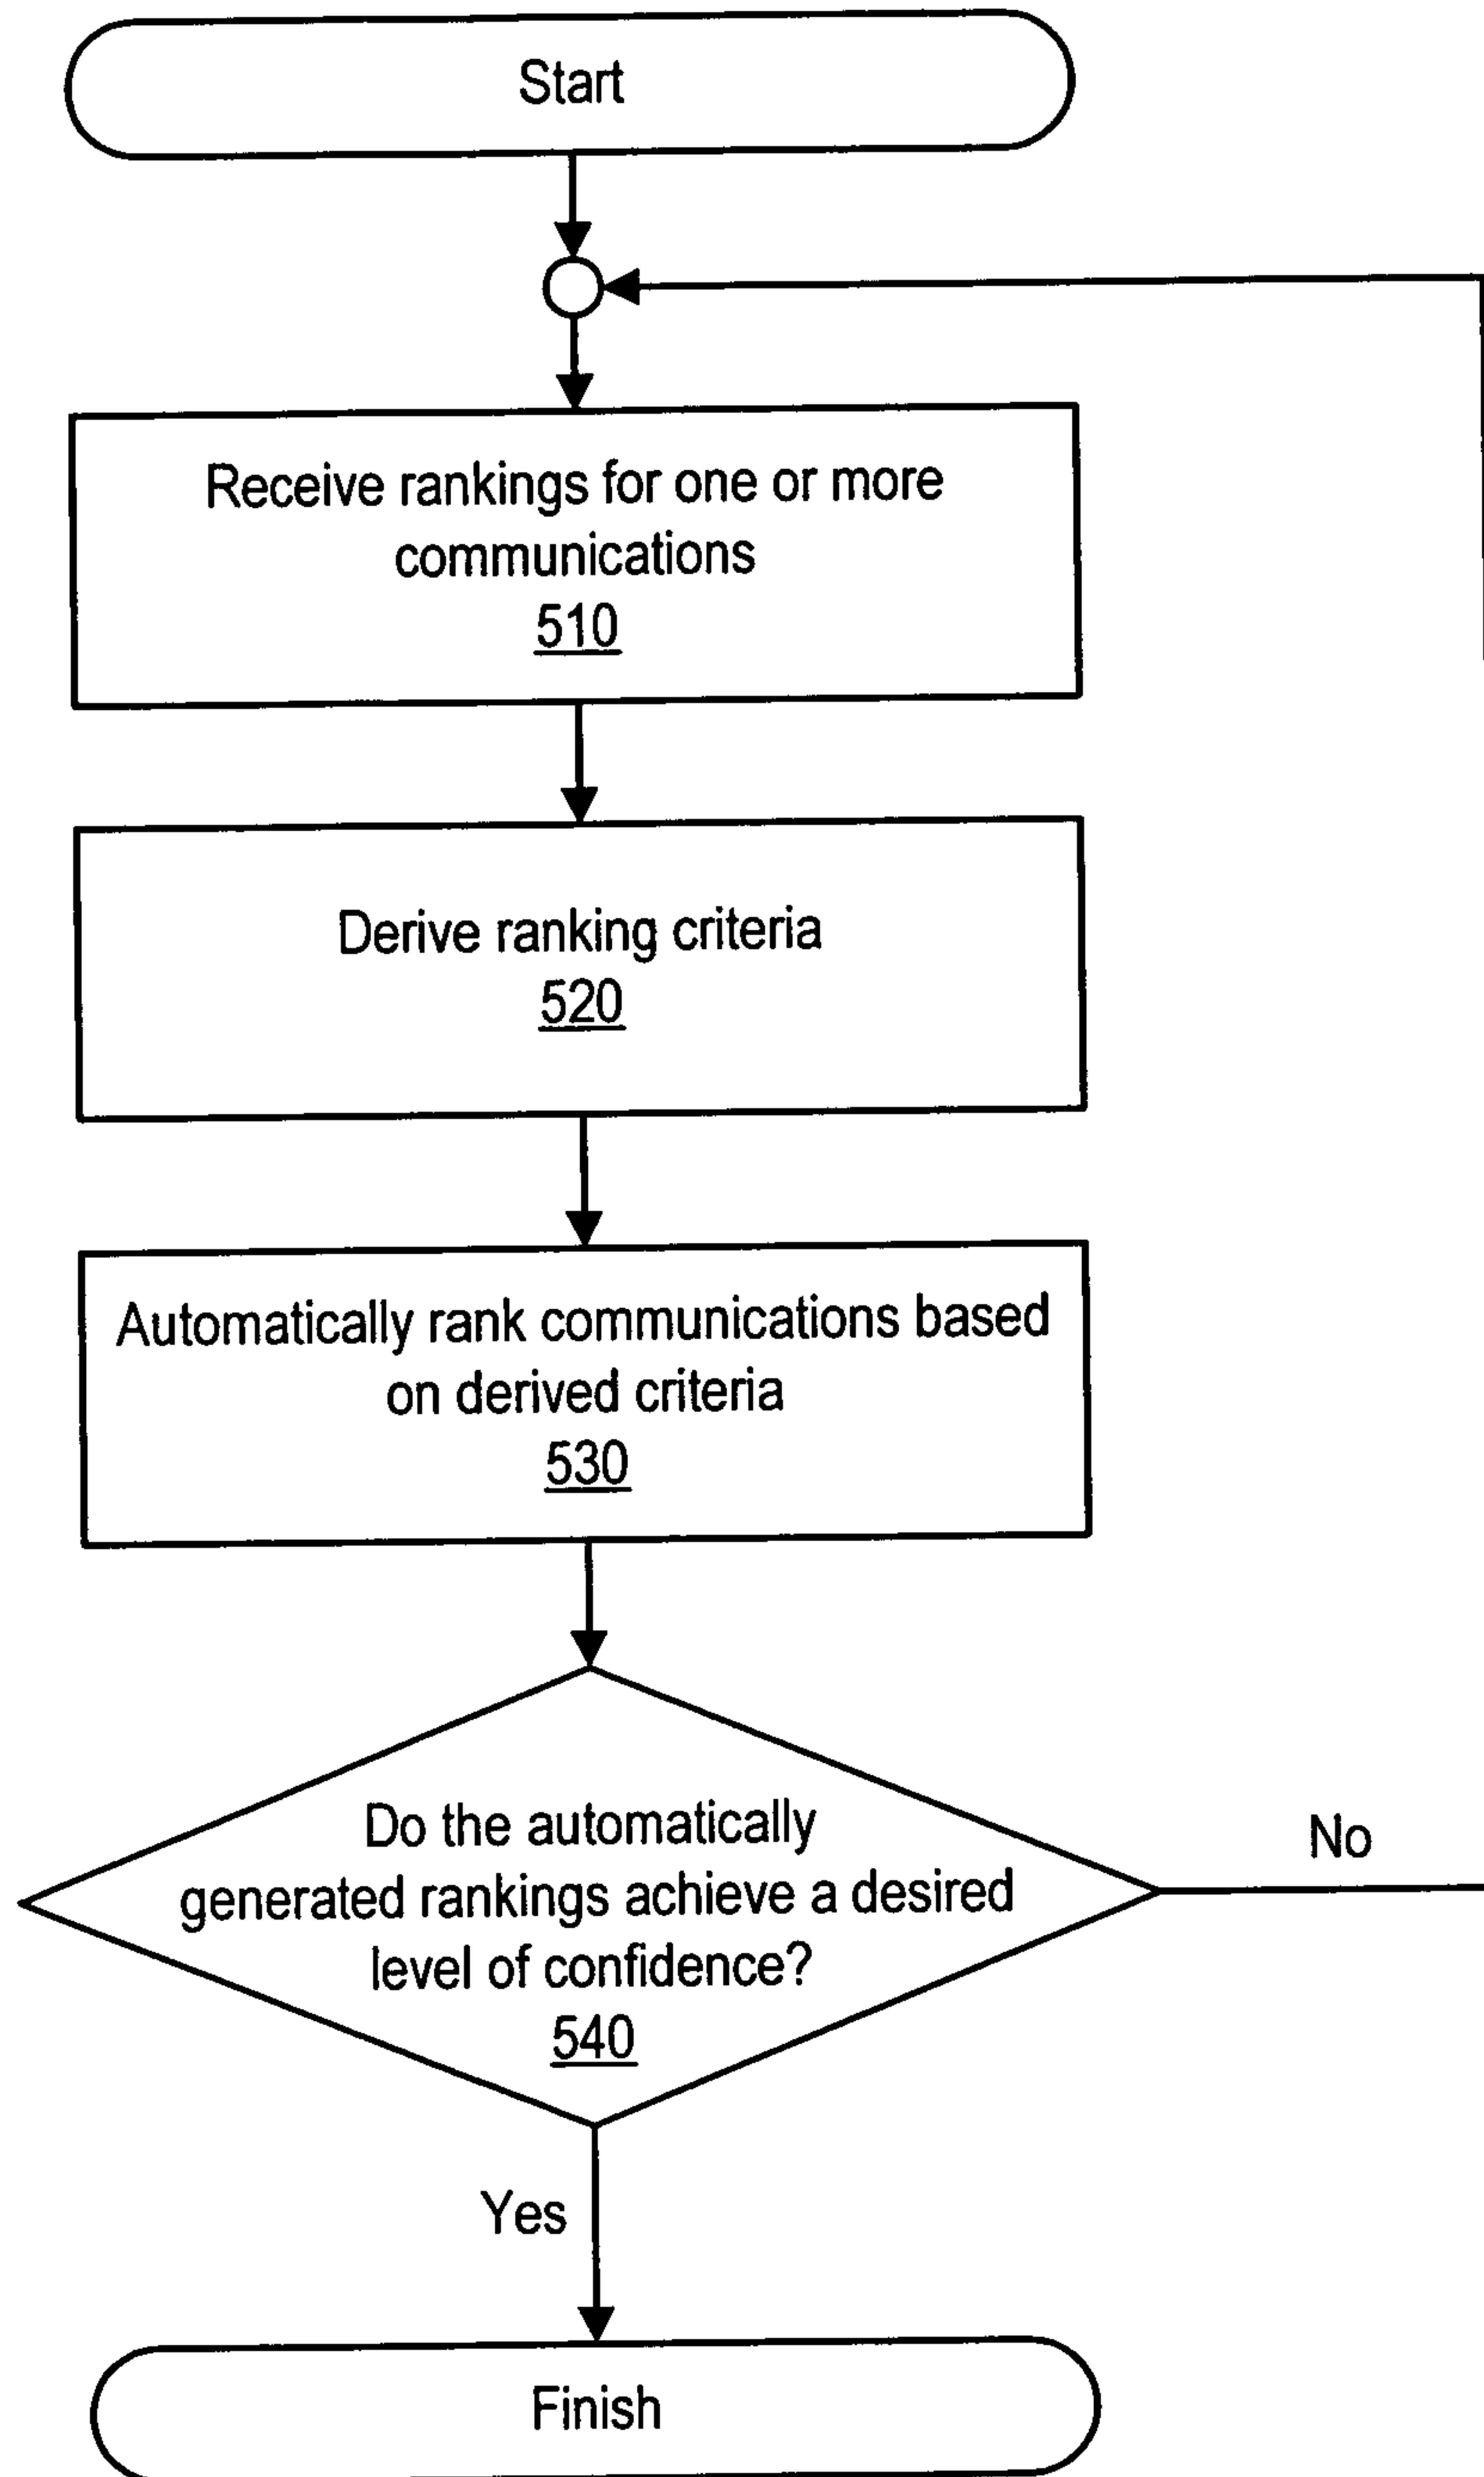 Start
Receive rankings for one or more
communications
510
Derive ranking criteria
520
Automatically rank communications based
on derived criteria
530
Do the automatically
generated rankings achieve a desired
level of confidence?
540
No
Yes
Finish